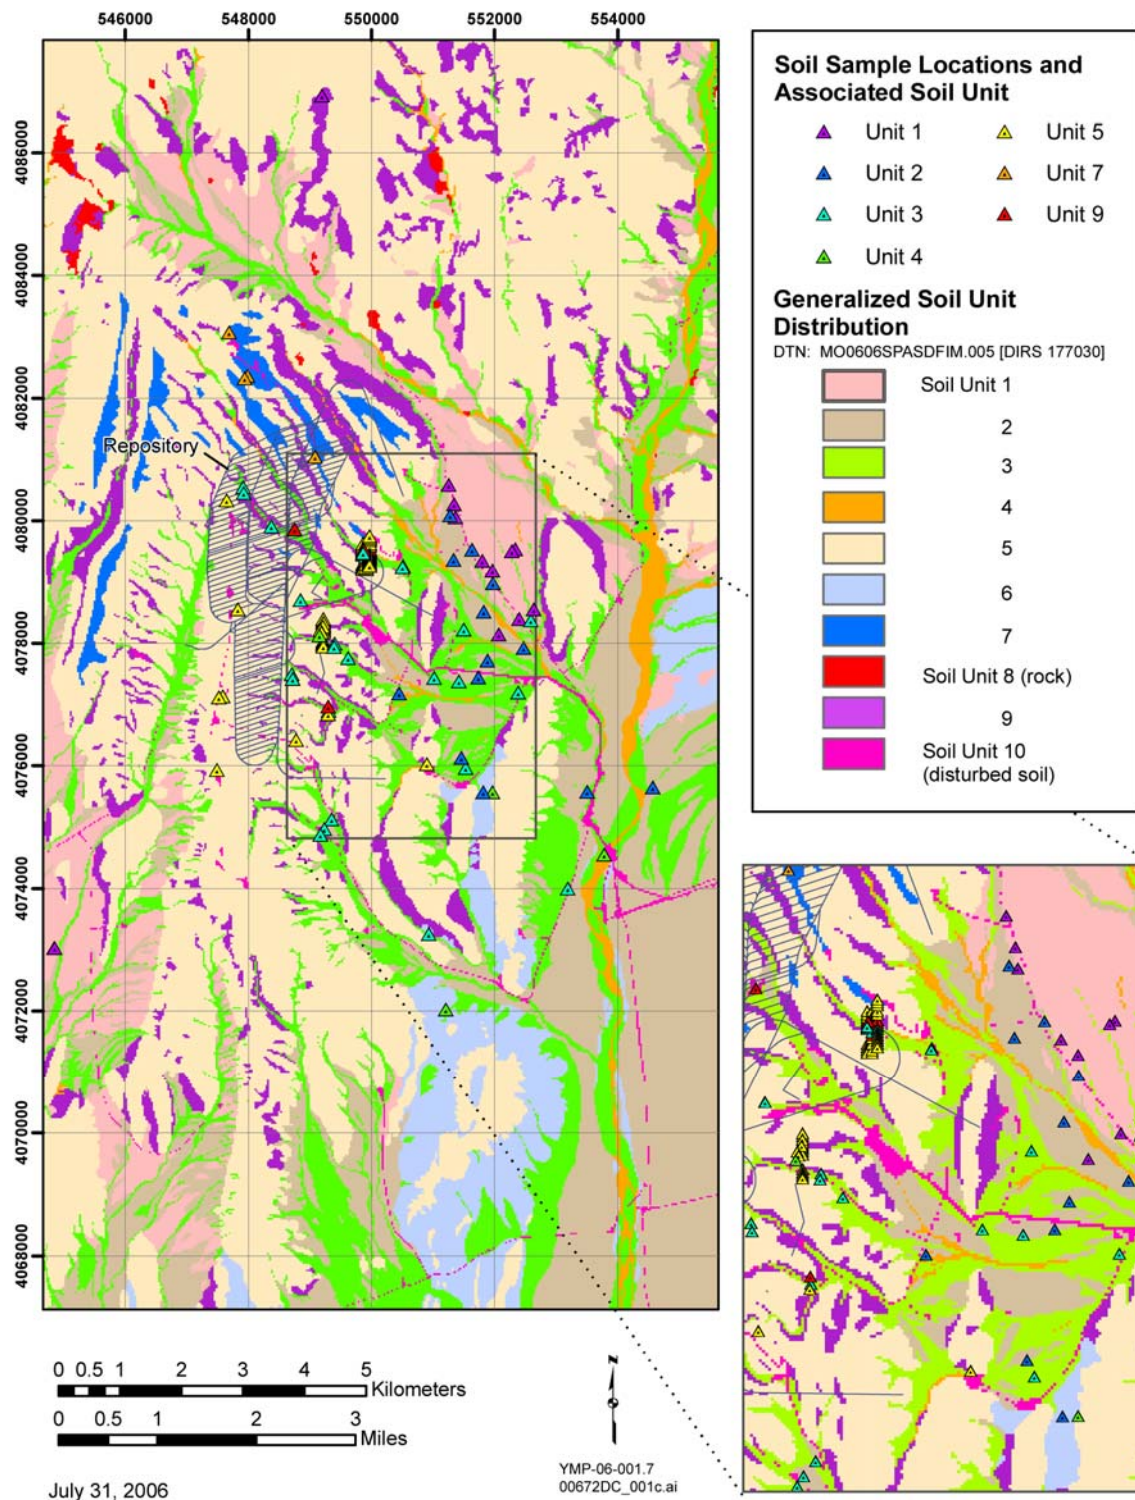 546000 548000 550000 552000 554000
4086000
4084000
4082000
4080000
4078000
4076000
4074000
4072000
4070000
4068000
Repository
Soil Sample Locations and
Associated Soil Unit
Unit 1 Unit 5
Unit 2 Unit 7
Unit 3 Unit 9
Unit 4
Generalized Soil Unit
Distribution
DTN: MO0606SPASDFIM.005 [DIRS 177030]
Soil Unit 1
2
3
4
5
6
7
Soil Unit 8 (rock)
9
Soil Unit 10
(disturbed soil)
0 0.5 1 2 3 4 5
Kilometers
0 0.5 1 2 3
Miles
N
YMP-06-001.7
00672DC_001c.ai
July 31, 2006